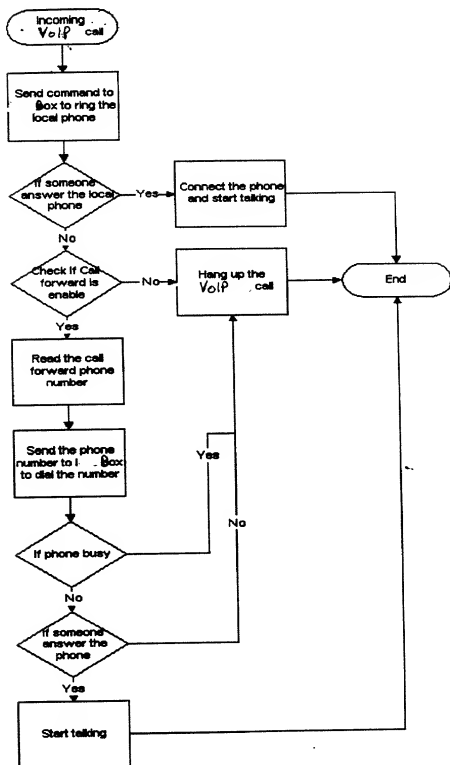 Incoming
VoIP call
Send command to
Box to ring the
local phone
If someone
answer the local
phone
Yes
Connect the phone
and start talking
No
Check if Call
forward is
enable
No
Hang up the
VoIP call
End
Yes
Read the call
forward phone
number
Send the phone
number to Box
to dial the number
Yes
No
If phone busy
No
If someone
answer the
phone
Yes
Start talking